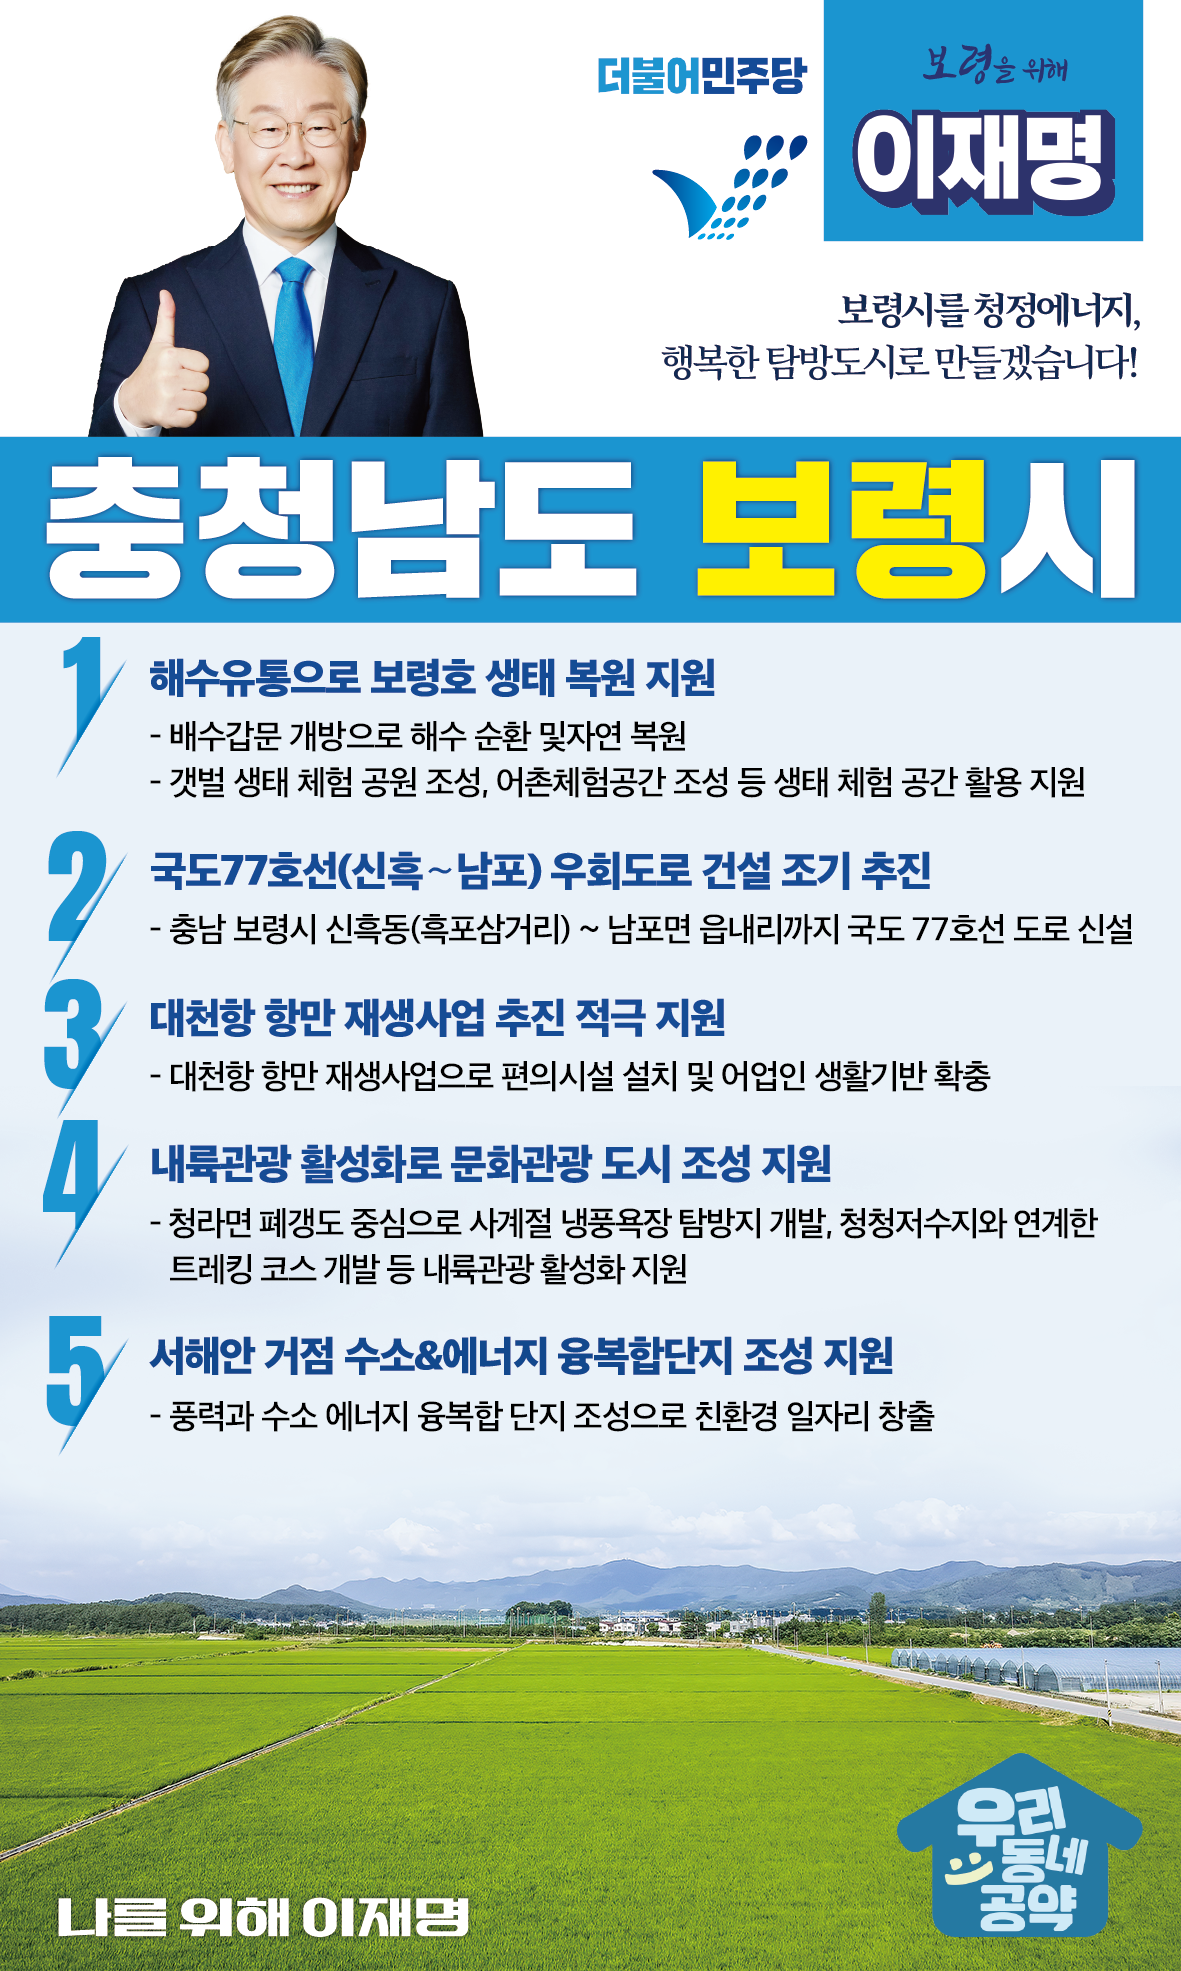 더불어민주당
보령을 위해
이재명
보령시를 청정에너지,
행복한 탐방도시로 만들겠습니다!
충청남도 보령시
1 해수유통으로 보령호 생태 복원 지원
- 배수갑문 개방으로 해수 순환 및자연 복원
- 갯벌 생태 체험 공원 조성, 어촌체험공간 조성 등 생태 체험 공간 활용 지원
2 국도77호선(신흑~남포) 우회도로 건설 조기 추진
- 충남 보령시 신흑동(흑포삼거리) ~ 남포면 읍내리까지 국도 77호선 도로 신설
3 대천항 항만 재생사업 추진 적극 지원
- 대천항 항만 재생사업으로 편의시설 설치 및 어업인 생활기반 확충
4 내륙관광 활성화로 문화관광 도시 조성 지원
- 청라면 폐갱도 중심으로 사계절 냉풍욕장 탐방지 개발, 청청저수지와 연계한
트레킹 코스 개발 등 내륙관광 활성화 지원
5 서해안 거점 수소&에너지 융복합단지 조성 지원
- 풍력과 수소 에너지 융복합 단지 조성으로 친환경 일자리 창출
우리
동네
공약
나를 위해 이재명